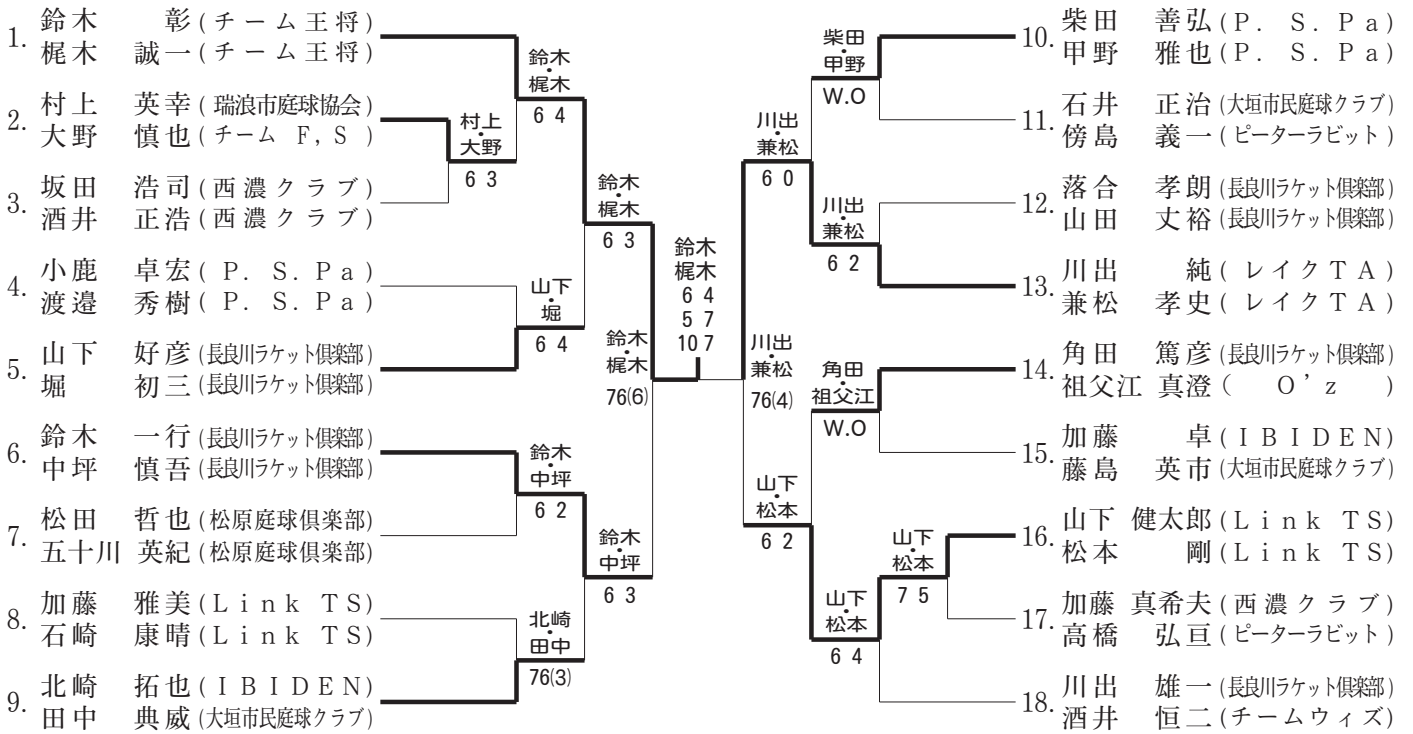 1. 鈴木 彰 (チーム王将)
梶木 誠一 (チーム王将)
2. 村上 英幸 (瑞浪市庭球協会)
大野 慎也 (チーム F,S)
3. 坂田 浩司 (西濃クラブ)
酒井 正浩 (西濃クラブ)
4. 小鹿 卓宏 (P. S. Pa)
渡邉 秀樹 (P. S. Pa)
5. 山下 好彦 (長良川ラケット倶楽部)
堀 初三 (長良川ラケット倶楽部)
6. 鈴木 一行 (長良川ラケット倶楽部)
中坪 慎吾 (長良川ラケット倶楽部)
7. 松田 哲也 (松原庭球倶楽部)
五十川 英紀 (松原庭球倶楽部)
8. 加藤 雅美 (Link TS)
石崎 康晴 (Link TS)
9. 北崎 拓也 (IBIDEN)
田中 典威 (大垣市民庭球クラブ)
村上・
大野
6 3
鈴木・
梶木
6 4
山下・
堀
6 4
鈴木・
中坪
6 2
北崎・
田中
76(3)
鈴木・
梶木
6 3
鈴木・
中坪
6 3
鈴木・
梶木
76(6)
鈴木・
梶木
6 4
5 7
10 7
川出・
兼松
76(4)
川出・
兼松
6 0
山下・
松本
6 2
柴田・
甲野
W.O
川出・
兼松
6 2
角田・
祖父江
W.O
山下・
松本
6 4
山下・
松本
7 5
10. 柴田 善弘 (P. S. Pa)
甲野 雅也 (P. S. Pa)
11. 石井 正治 (大垣市民庭球クラブ)
傍島 義一 (ピーターラビット)
12. 落合 孝朗 (長良川ラケット倶楽部)
山田 丈裕 (長良川ラケット倶楽部)
13. 川出 純 (レイクTA)
兼松 孝史 (レイクTA)
14. 角田 篤彦 (長良川ラケット倶楽部)
祖父江 真澄 (O’z)
15. 加藤 卓 (IBIDEN)
藤島 英市 (大垣市民庭球クラブ)
16. 山下 健太郎 (Link TS)
松本 剛 (Link TS)
17. 加藤 真希夫 (西濃クラブ)
高橋 弘亘 (ピーターラビット)
18. 川出 雄一 (長良川ラケット倶楽部)
酒井 恒二 (チームウィズ)